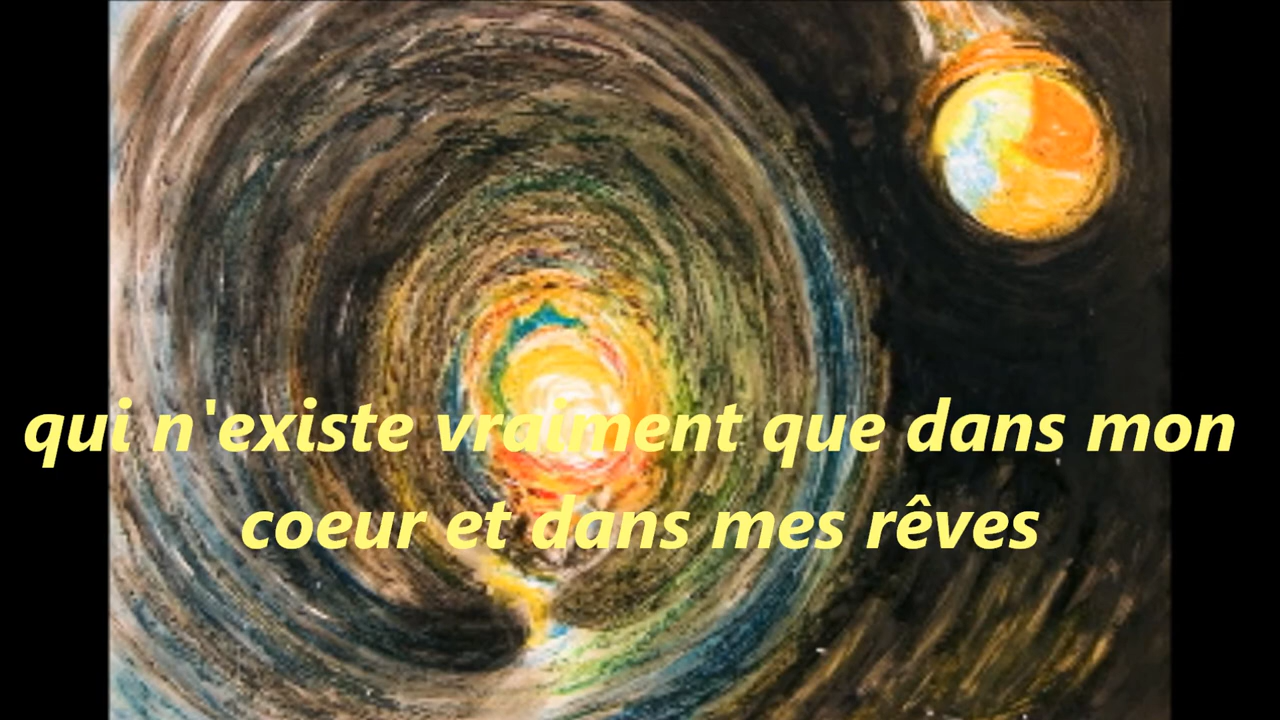 qui n'existe vraiment que dans mon
coeur et dans mes rêves